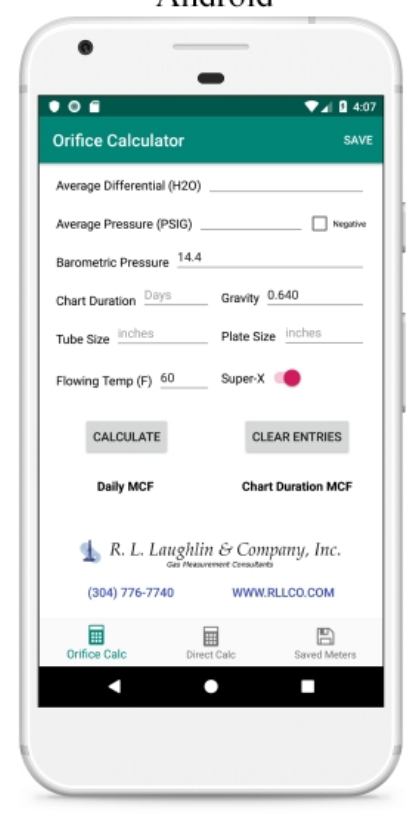 Android
4:07
Orifice Calculator SAVE
Average Differential (H2O)
Average Pressure (PSIG) Negative
Barometric Pressure 14.4
Chart Duration Days Gravity 0.640
Tube Size inches Plate Size inches
Flowing Temp (F) 60 Super-X
CALCULATE CLEAR ENTRIES
Daily MCF Chart Duration MCF
R. L. Laughlin & Company, Inc.
Gas Measurement Consultants
(304) 776-7740 WWW.RLLCO.COM
Orifice Calc Direct Calc Saved Meters